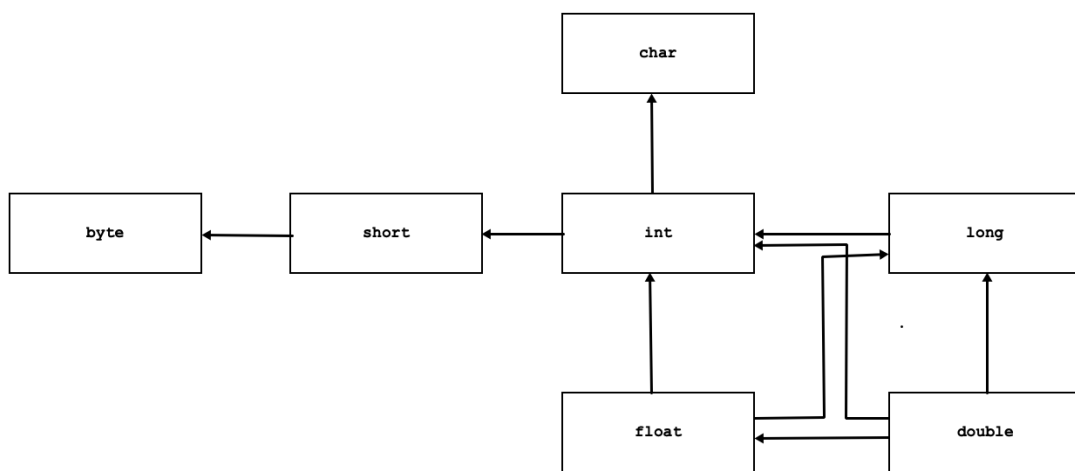 char
byte
short
int
long
float
double